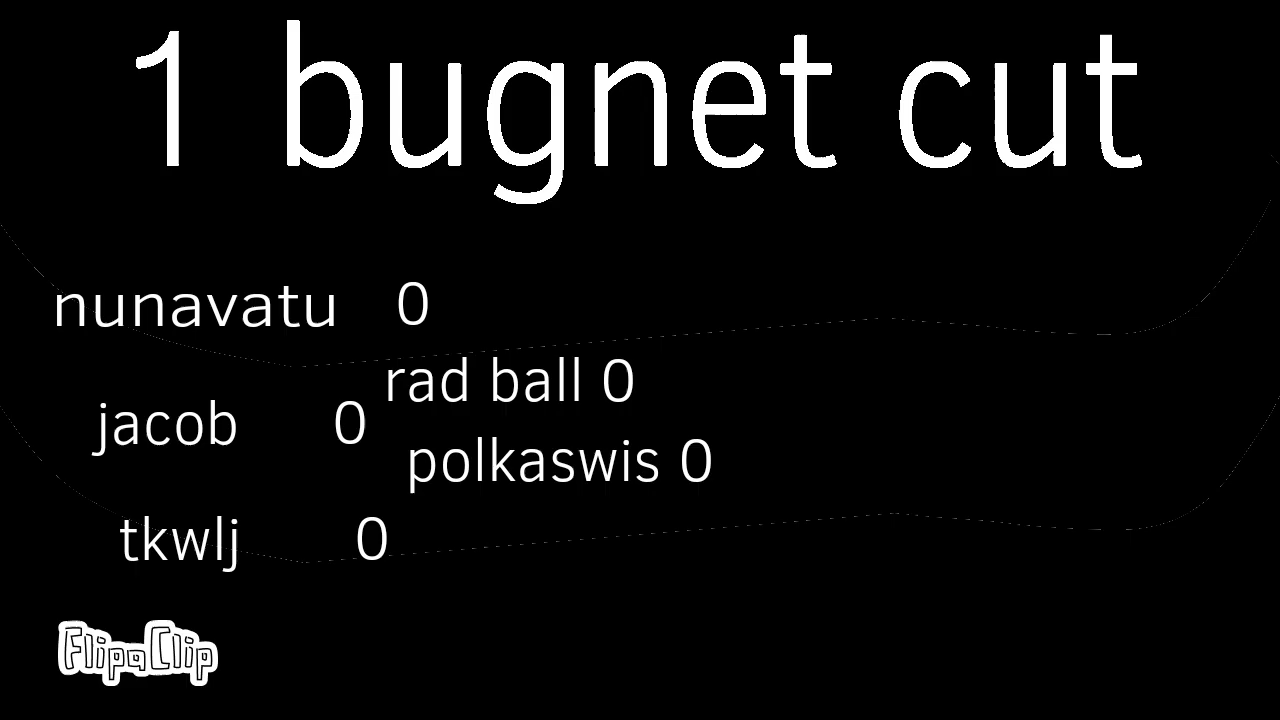 1 bugnet cut
nunavatu 0
rad ball 0
jacob 0
polkaswis 0
tkwlj 0
FlipaClip